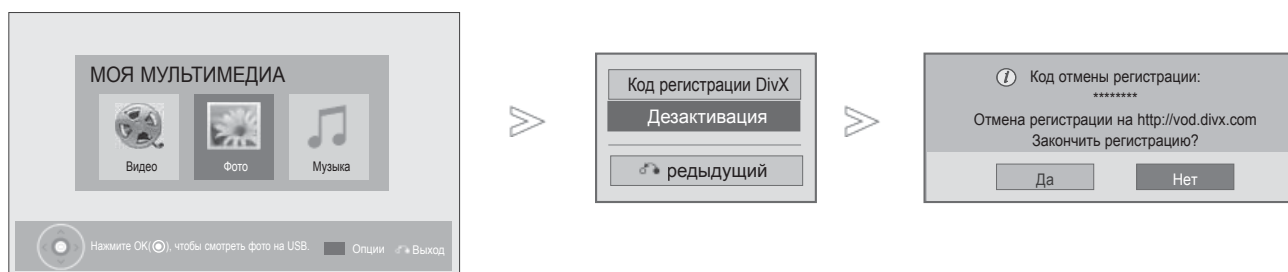 МОЯ МУЛЬТИМЕДИА
Видео
Фото
Музыка
Нажмите OK(◉), чтобы смотреть фото на USB.
Опции
Выход
Код регистрации DivX
Дезактивация
редыдущий
Код отмены регистрации:
********
Отмена регистрации на http://vod.divx.com
Закончить регистрацию?
Да
Нет